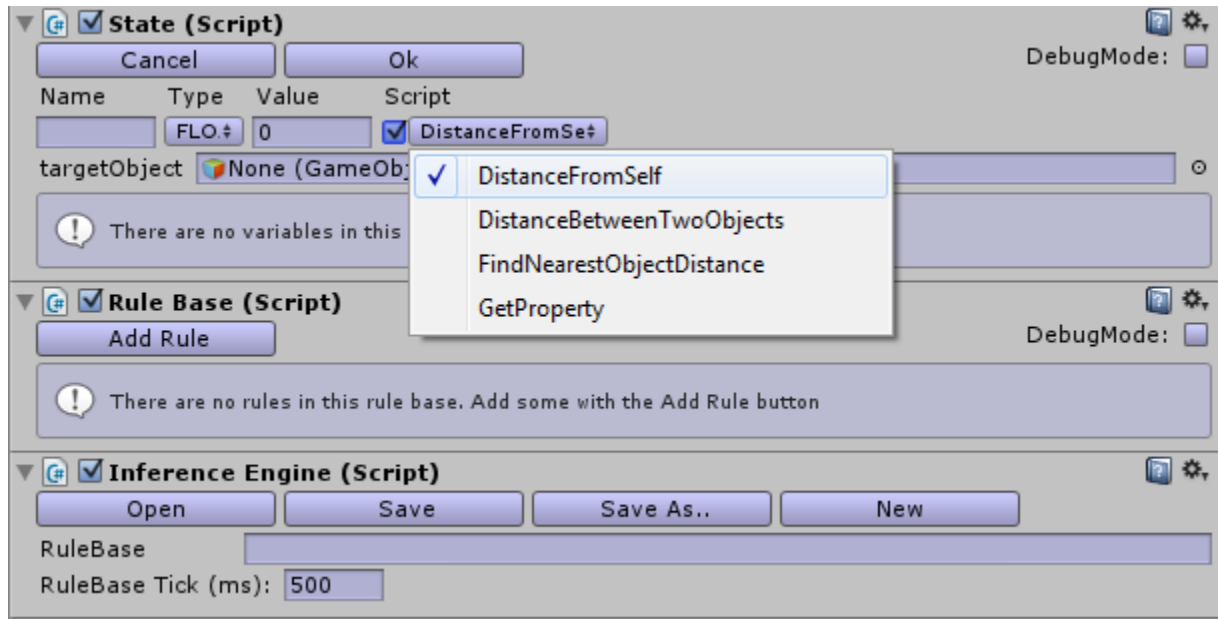 State (Script)
Cancel Ok DebugMode:
Name Type Value Script
FLO. 0 DistanceFromSe
targetObject None (GameObj
DistanceFromSelf
DistanceBetweenTwoObjects
There are no variables in this
FindNearestObjectDistance
GetProperty
Rule Base (Script)
Add Rule DebugMode:
There are no rules in this rule base. Add some with the Add Rule button
Inference Engine (Script)
Open Save Save As.. New
RuleBase
RuleBase Tick (ms): 500